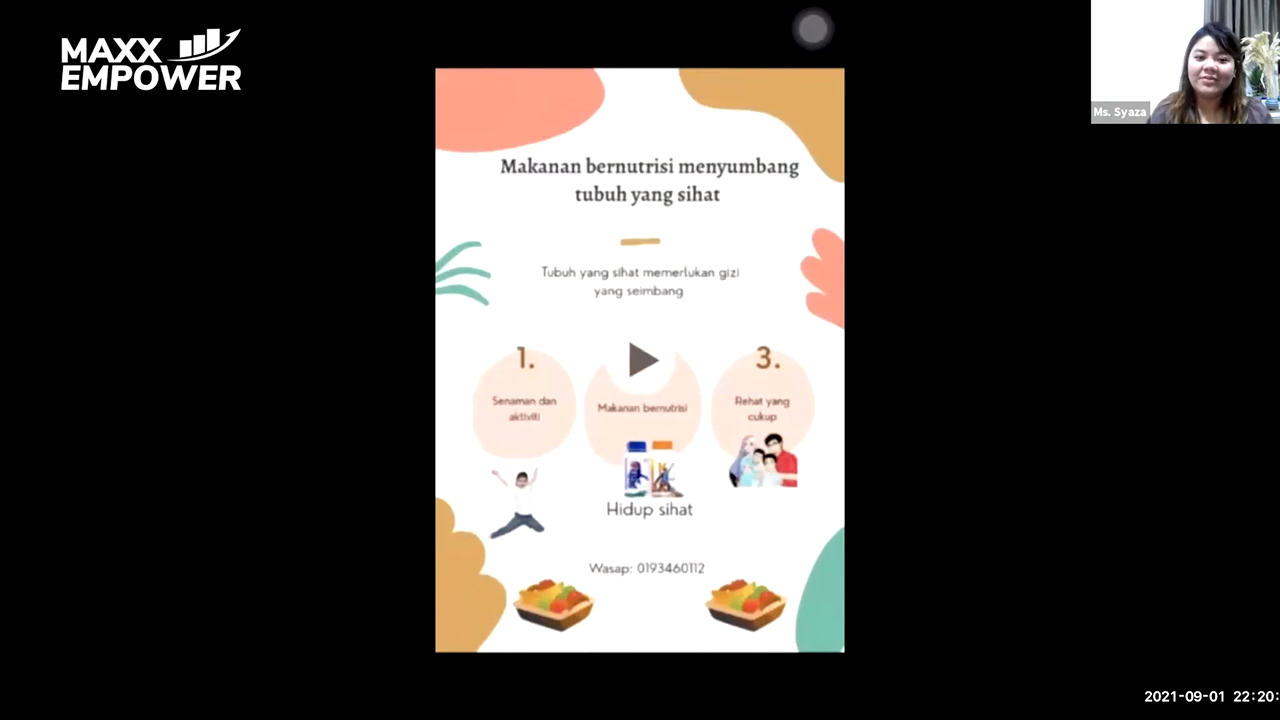 MAXX
EMPOWER
Ms. Syaza
Makanan bernutrisi menyumbang
tubuh yang sihat
Tubuh yang sihat memerlukan gizi
yang seimbang
1.
Senaman dan
aktiviti
Makanan bernutrisi
3.
Rehat yang
cukup
Hidup sihat
Wasap: 0193460112
2021-09-01 22:20: